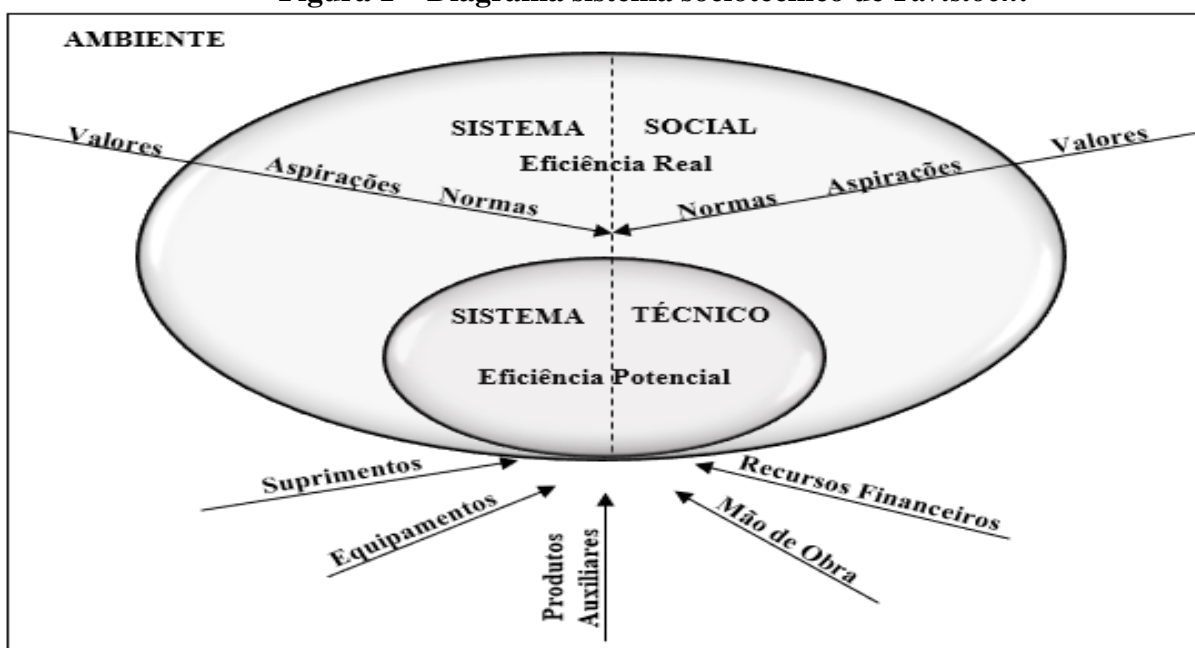 AMBIENTE
SISTEMA SOCIAL
Eficiência Real
Valores
Aspirações
Normas
Normas
Aspirações
Valores
SISTEMA TÉCNICO
Eficiência Potencial
Suprimentos
Equipamentos
Produtos
Auxiliares
Mão de Obra
Recursos Financeiros